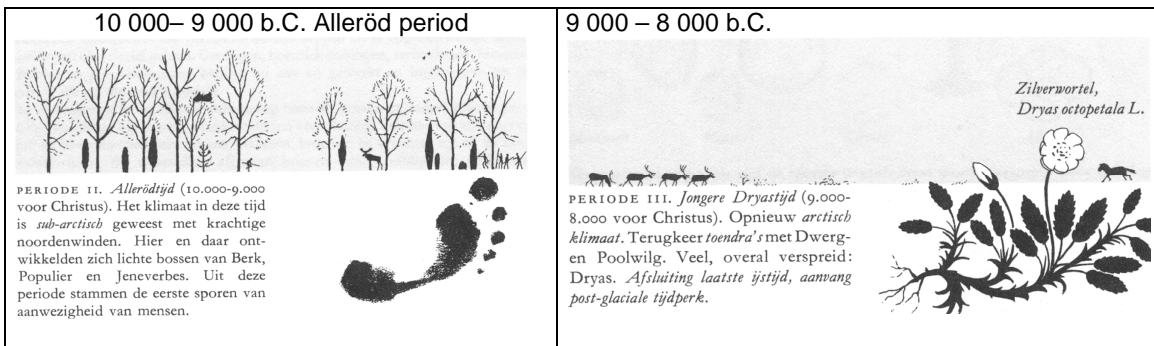 10 000– 9 000 b.C. Alleröd period
PERIODE II. Allerödtijd (10.000-9.000
voor Christus). Het klimaat in deze tijd
is sub-arctisch geweest met krachtige
noordenwinden. Hier en daar ont-
wikkelden zich lichte bossen van Berk,
Populier en Jeneverbes. Uit deze
periode stammen de eerste sporen van
aanwezigheid van mensen.
9 000 – 8 000 b.C.
Zilverwortel,
Dryas octopetala L.
PERIODE III. Jongere Dryastijd (9.000-
8.000 voor Christus). Opnieuw arctisch
klimaat. Terugkeer toendra's met Dwerg-
en Poolwilg. Veel, overal verspreid:
Dryas. Afsluiting laatste ijstijd, aanvang
post-glaciale tijdperk.